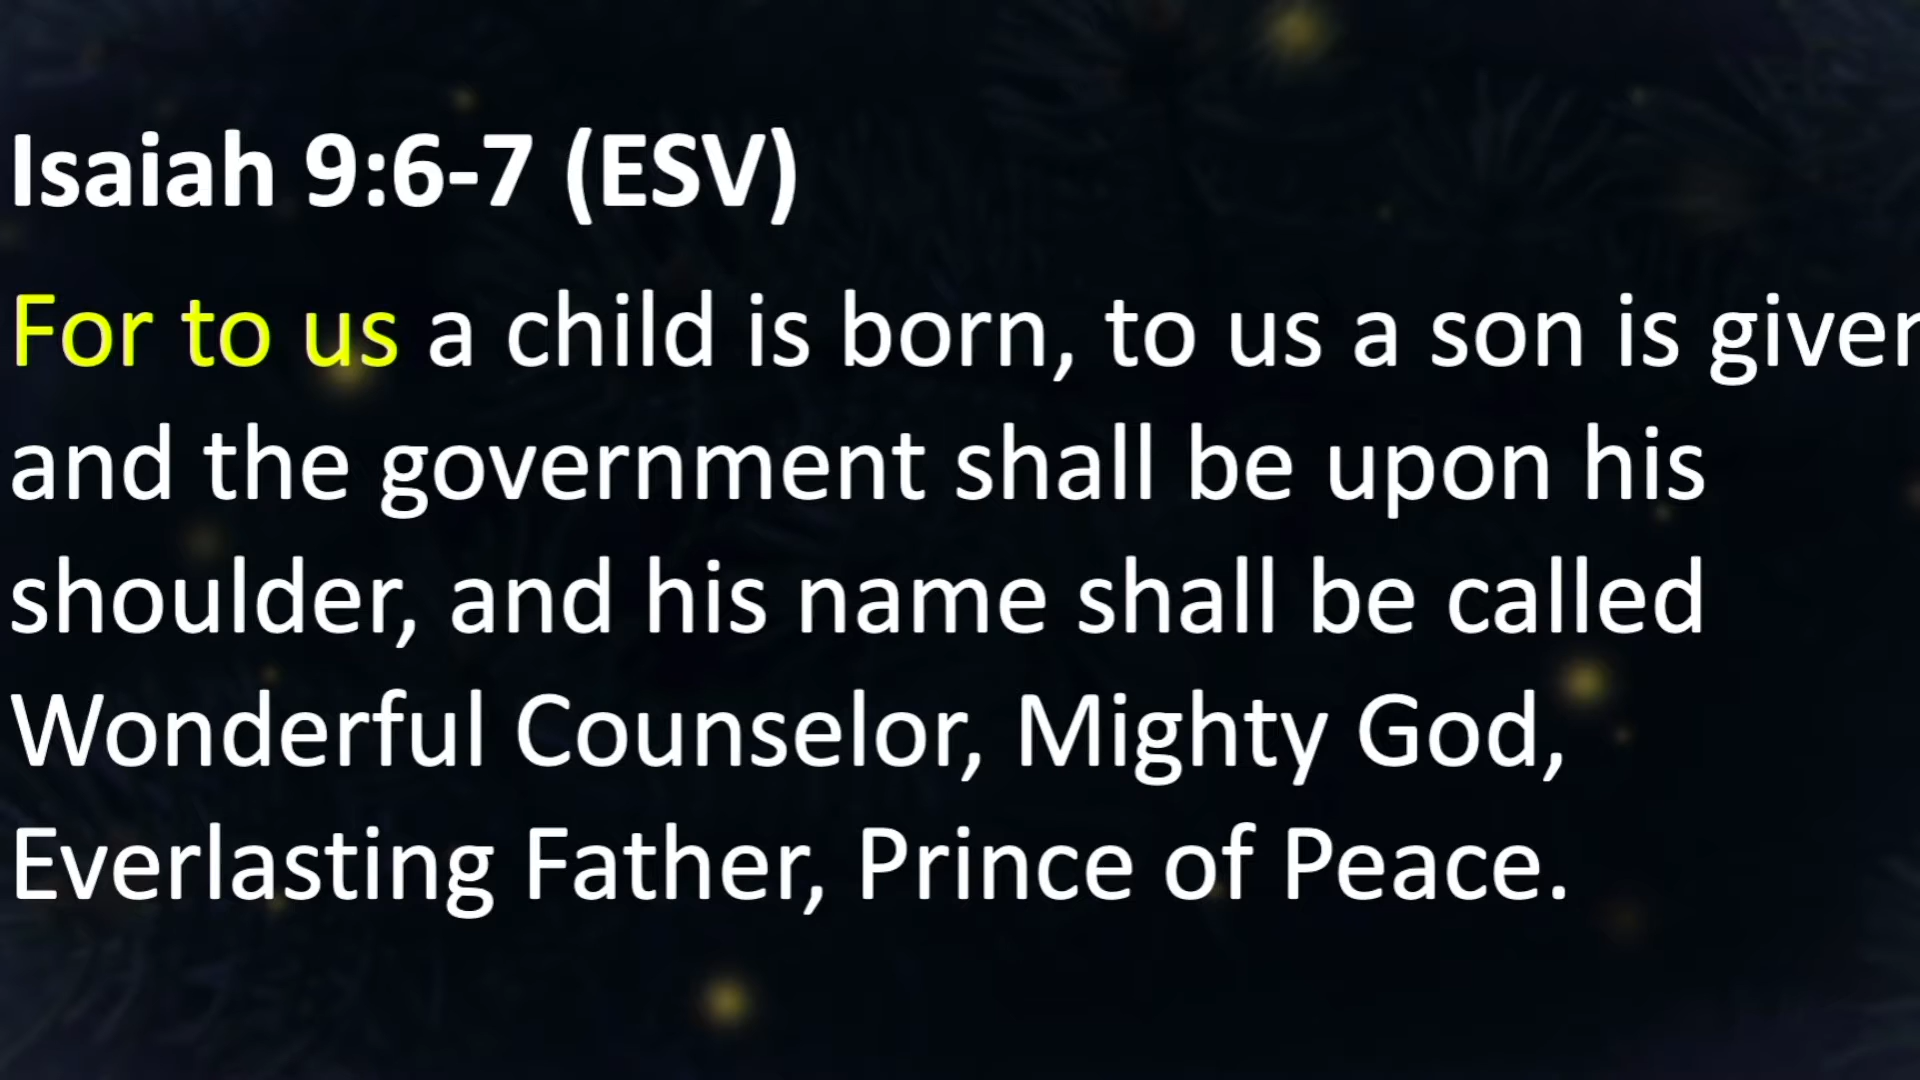 Isaiah 9:6-7 (ESV)
For to us a child is born, to us a son is given
and the government shall be upon his
shoulder, and his name shall be called
Wonderful Counselor, Mighty God,
Everlasting Father, Prince of Peace.